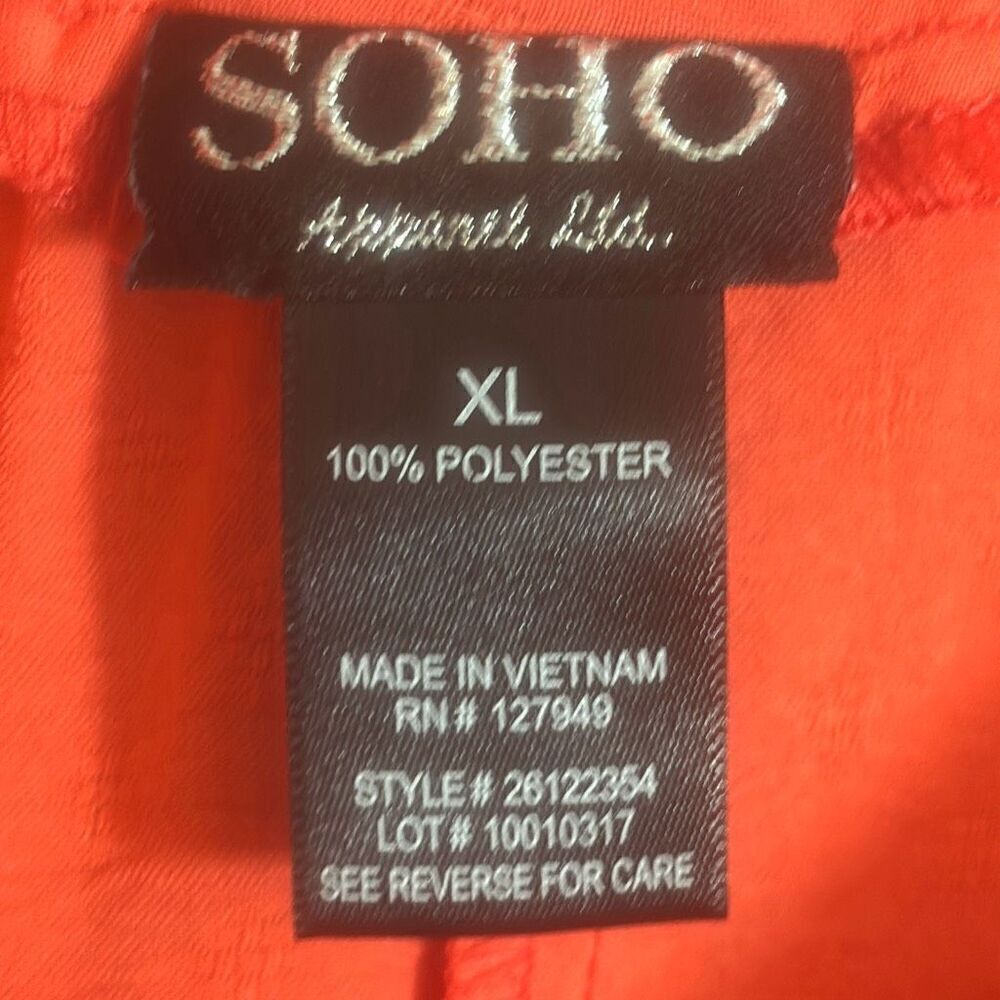 SOHO
Apparel Ltd.
XL
100% POLYESTER
MADE IN VIETNAM
RN# 127949
STYLE# 26122354
LOT# 10010317
SEE REVERSE FOR CARE